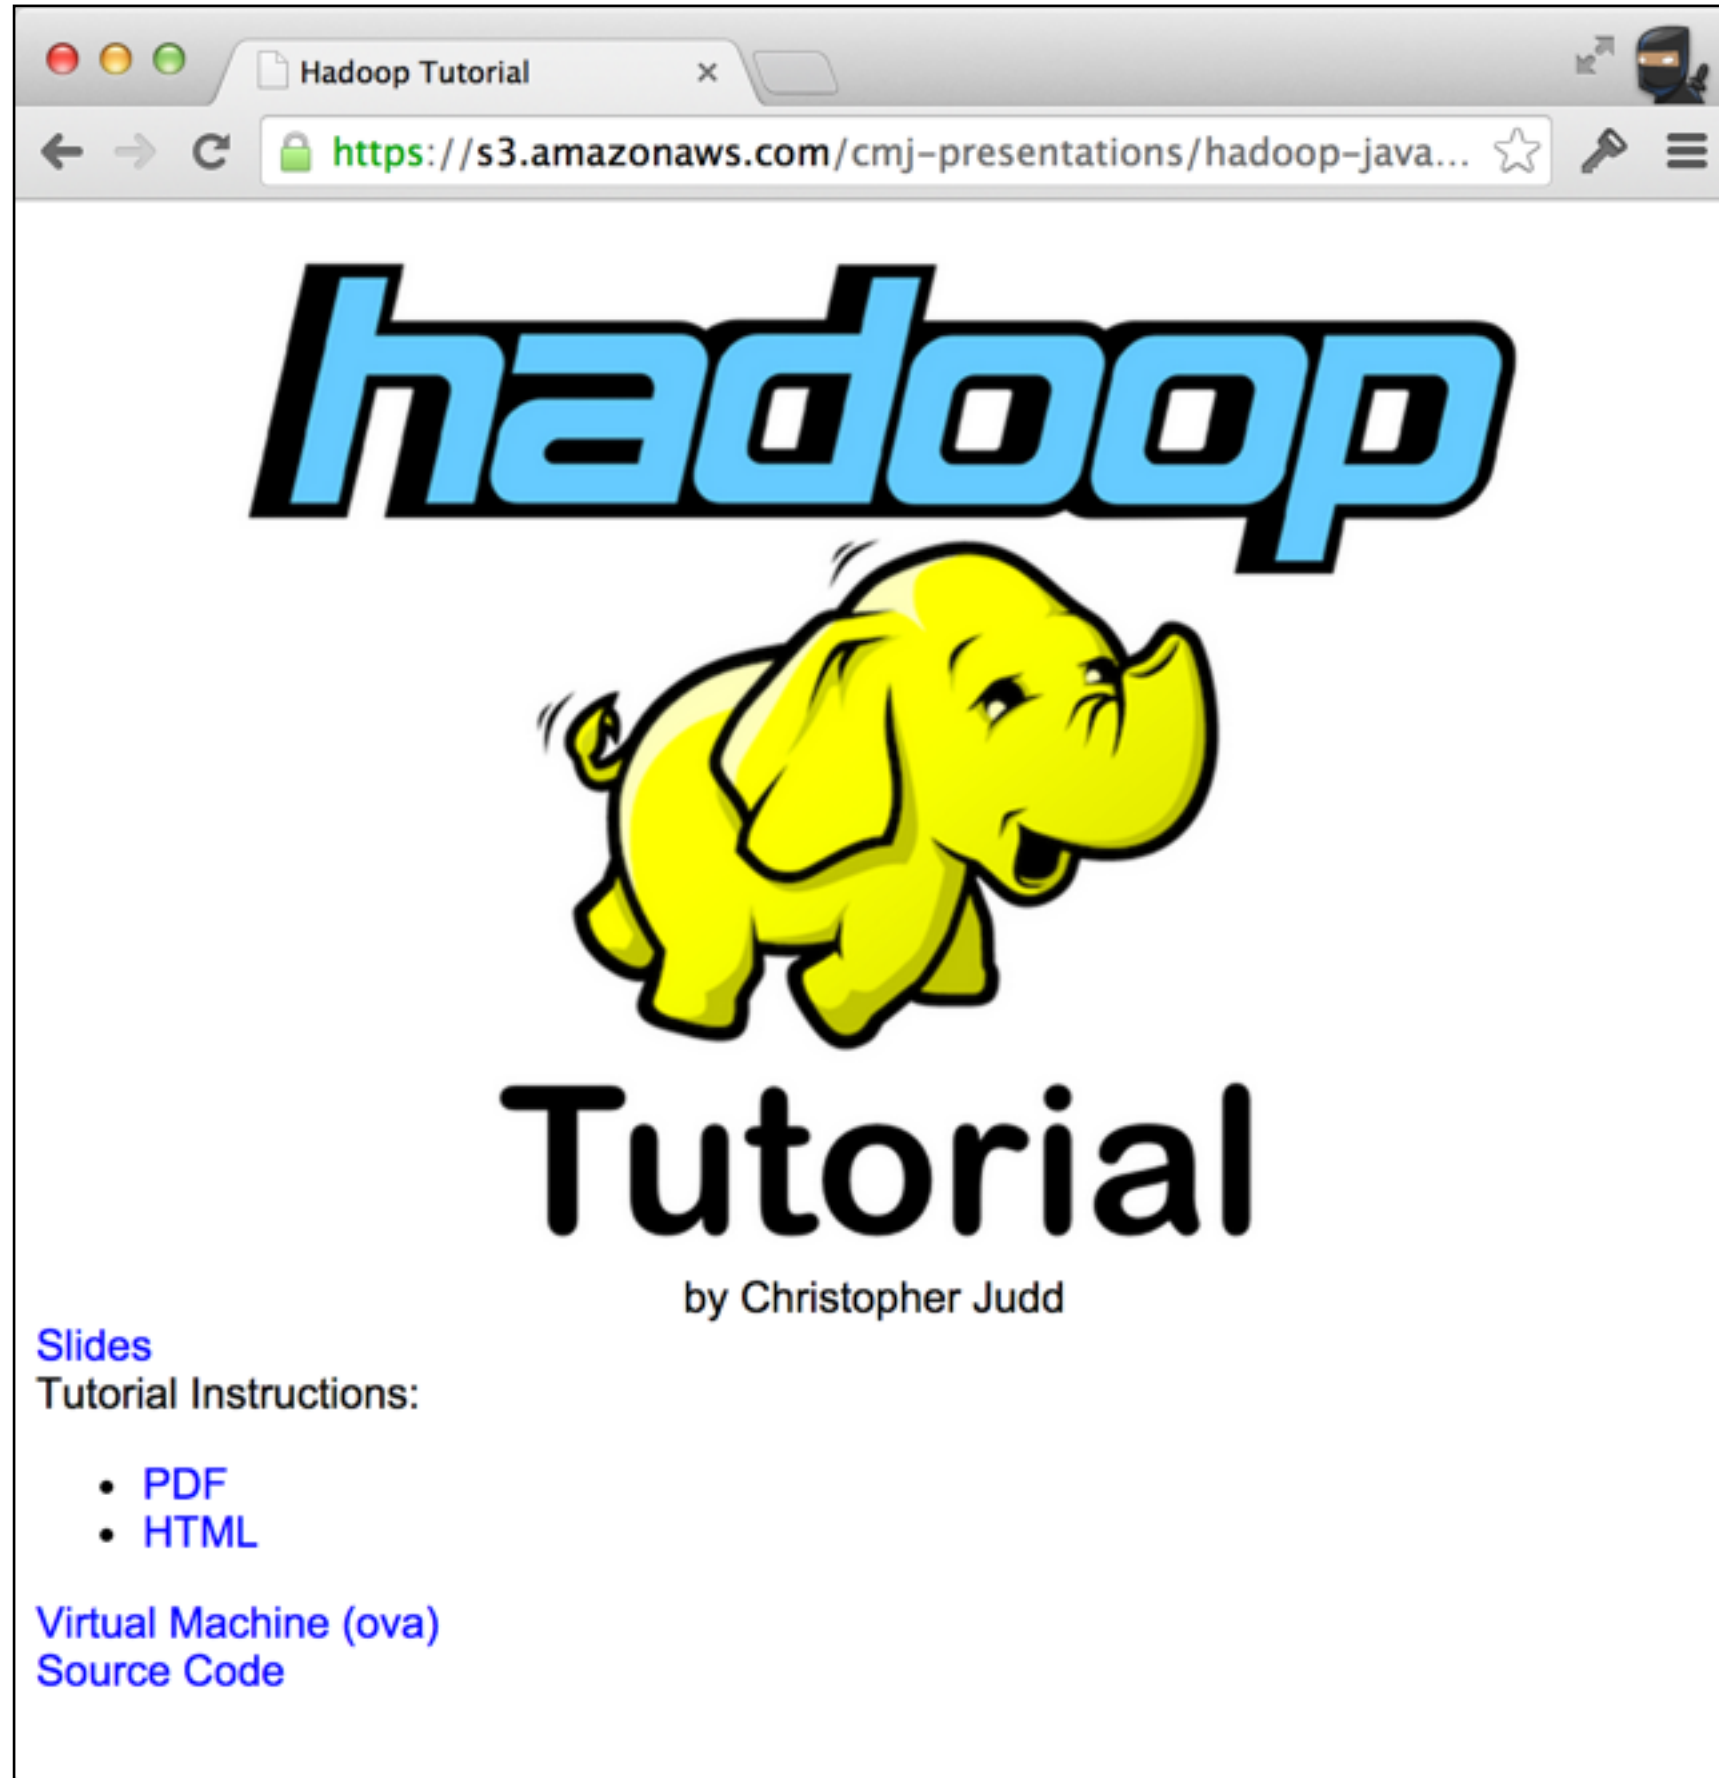 Hadoop Tutorial
https://s3.amazonaws.com/cmj-presentations/hadoop-java...
hadoop
Tutorial
by Christopher Judd
Slides
Tutorial Instructions:
• PDF
• HTML
Virtual Machine (ova)
Source Code